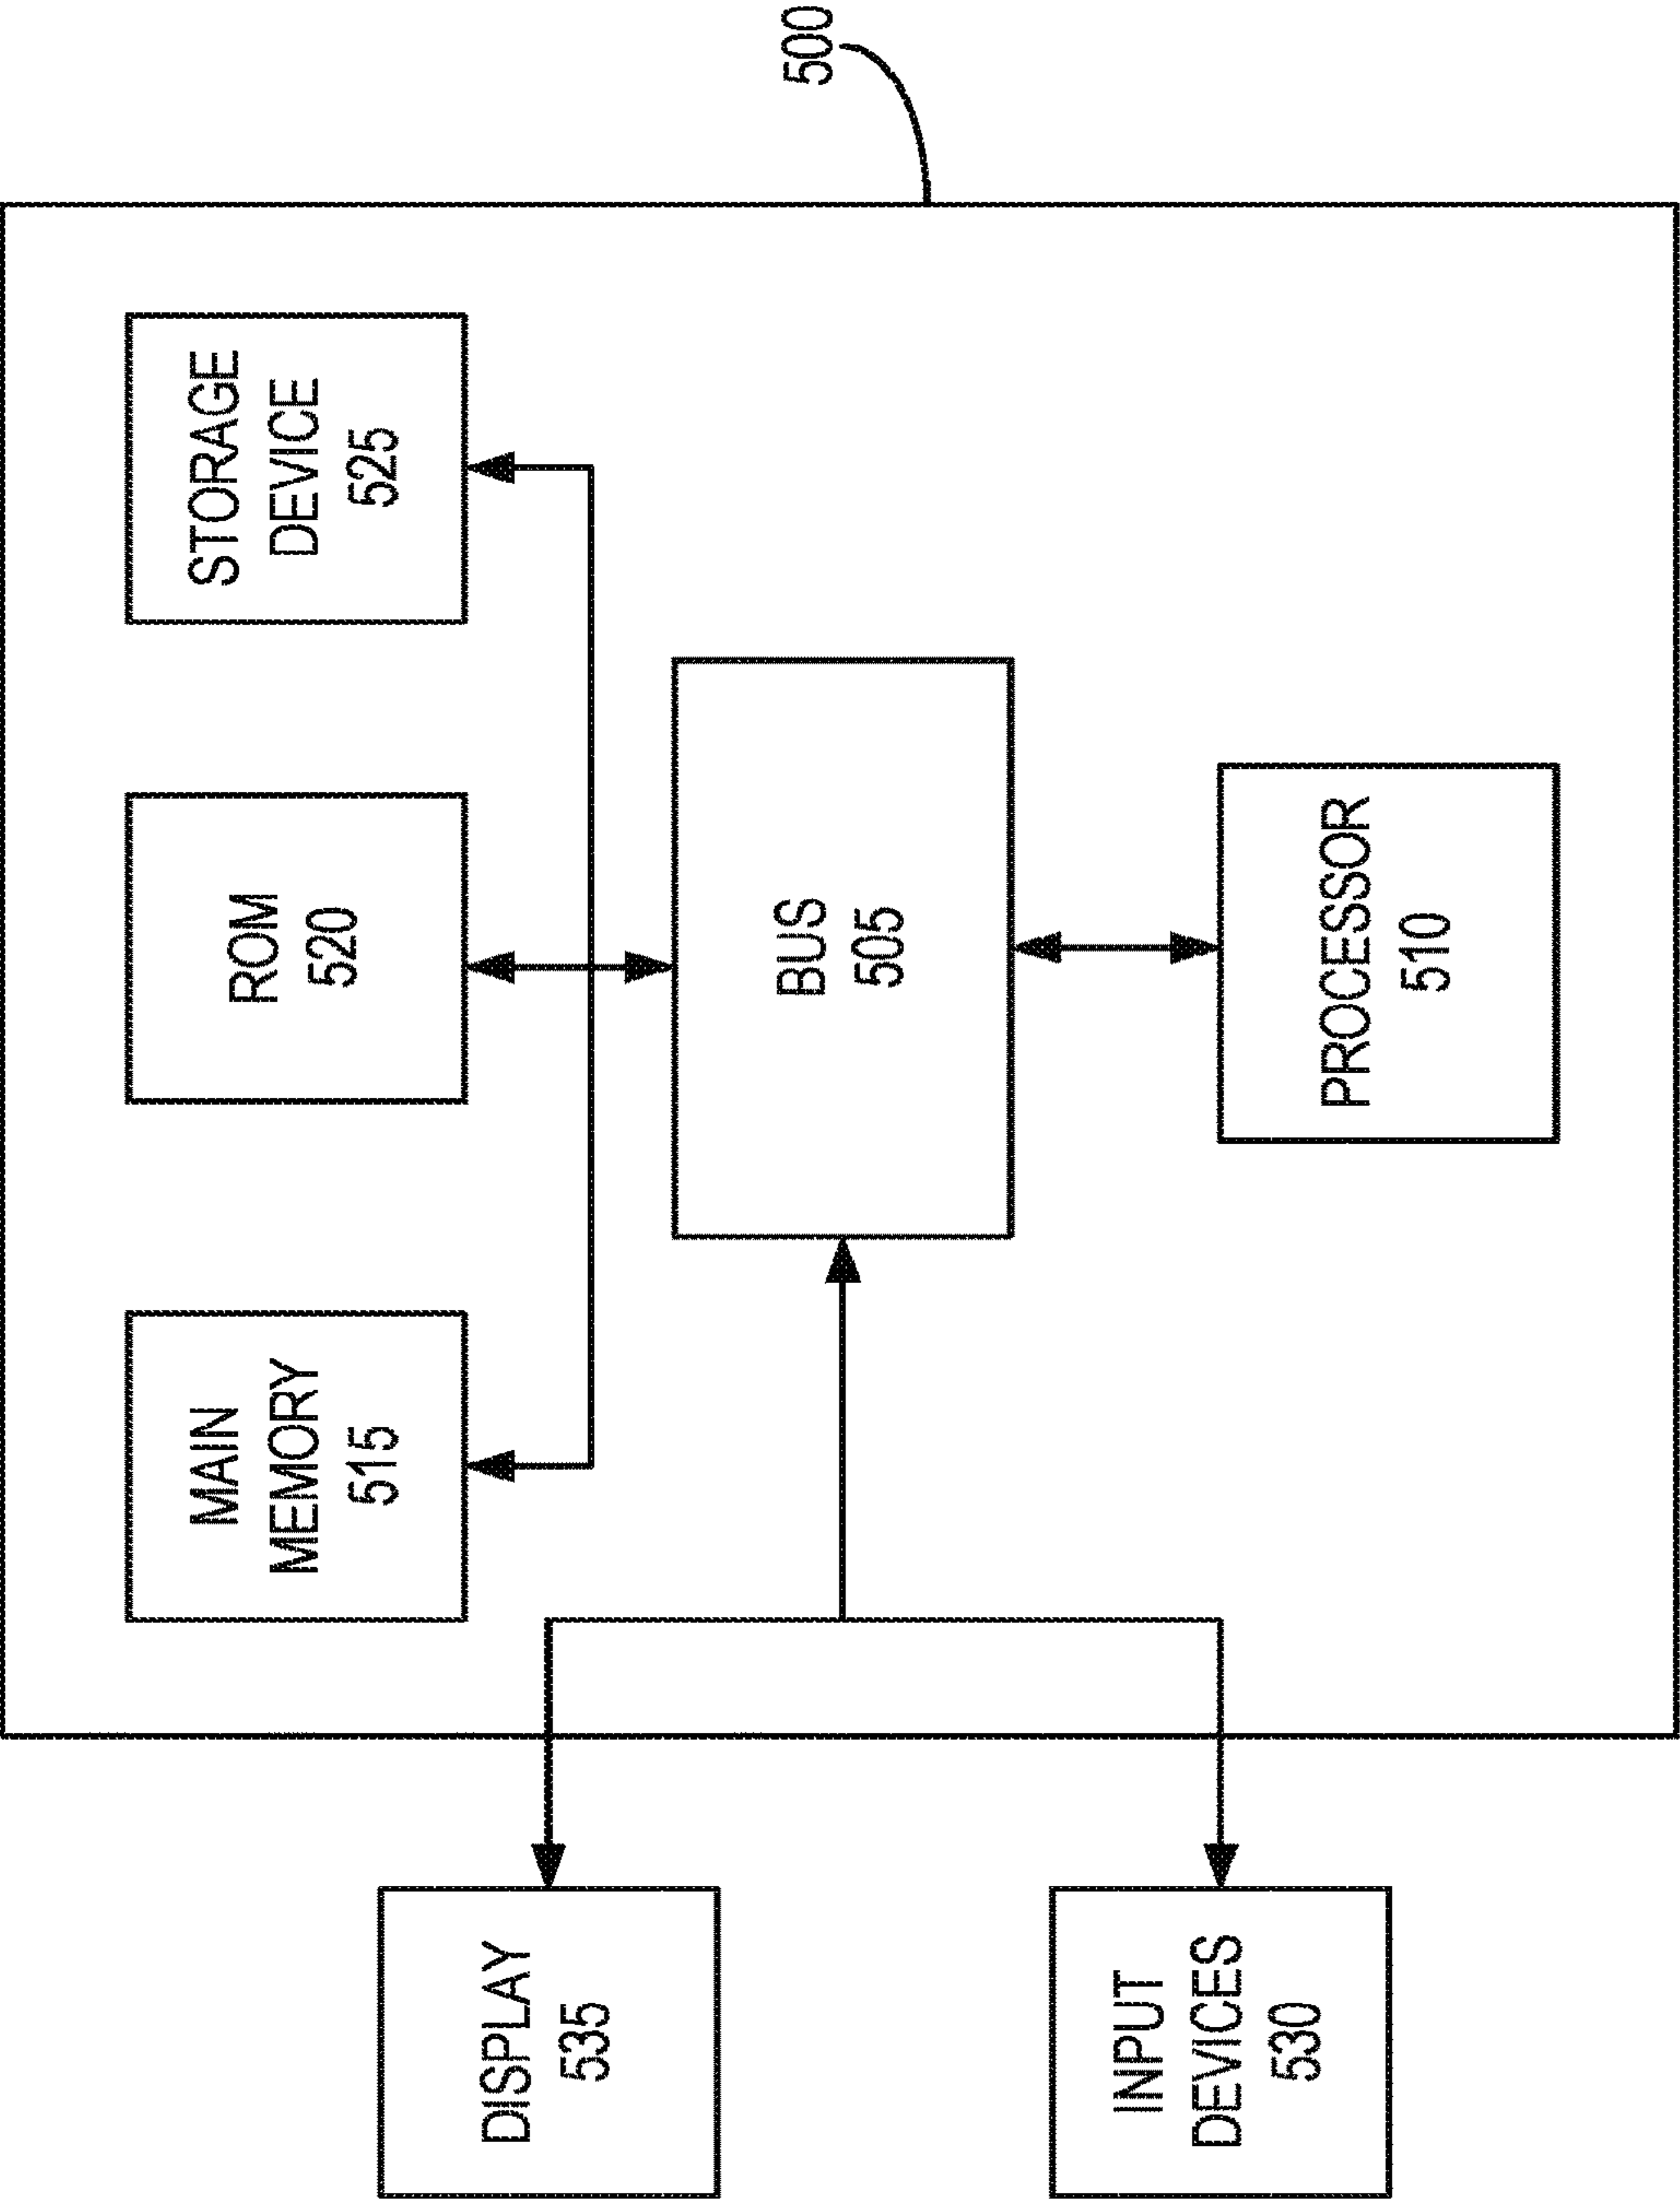 500
MAIN
MEMORY
515
ROM
520
STORAGE
DEVICE
525
DISPLAY
535
BUS
505
INPUT
DEVICES
530
PROCESSOR
510